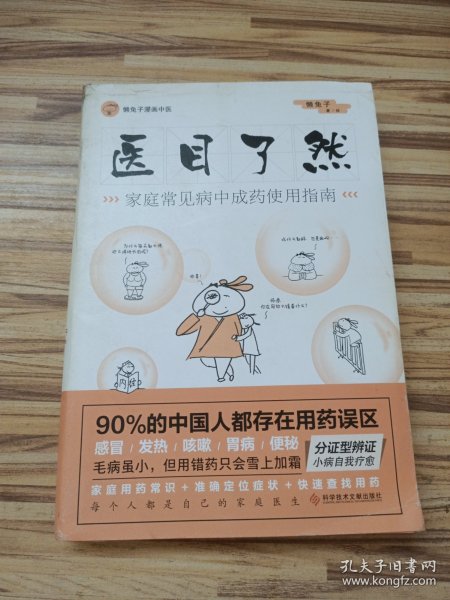 懒兔子漫画中医
懒兔子
医目了然
>>> 家庭常见病中成药使用指南 <<<
你是?
内经
90%的中国人都存在用药误区
感冒 / 发热 / 咳嗽 / 胃病 / 便秘
毛病虽小，但用错药只会雪上加霜
分证型辨证
小病自我疗愈
家庭用药常识 + 准确定位症状 + 快速查找用药
每个人都是自己的家庭医生
科学技术文献出版社
孔夫子旧书网
www.kongfz.com